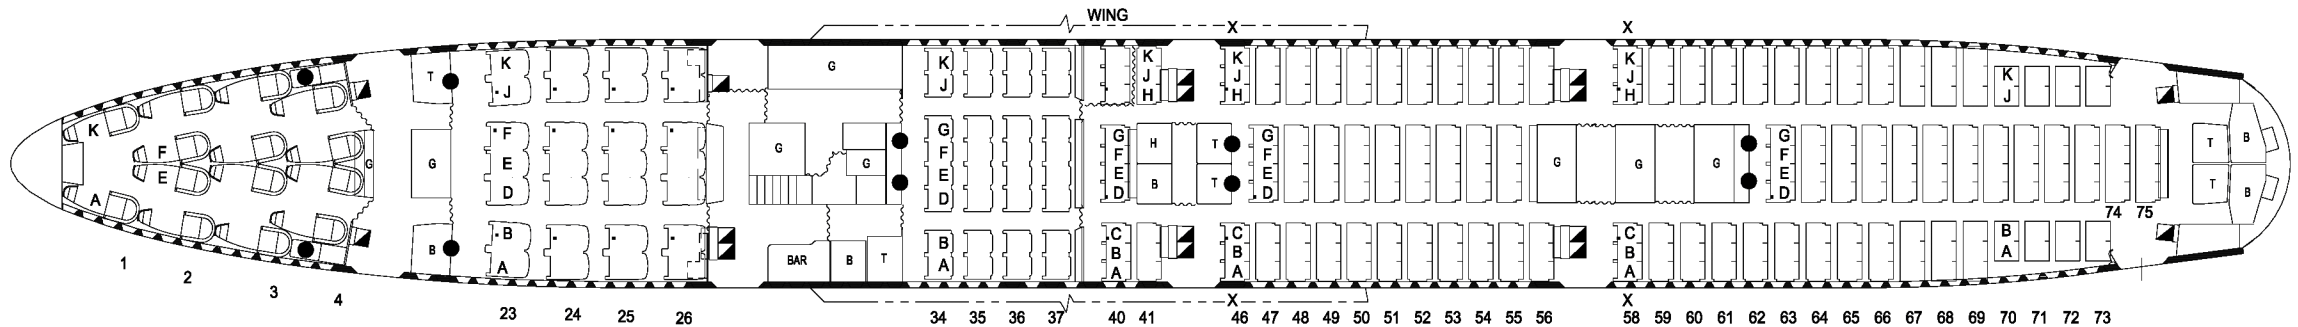 WING
X X
K T K J G K J K J H K J H K J H K J
F E G F E D G G G F E D G F E D H B T T G F E D G G G G F E D T T B B
A B B A BAR B T B A C B A C B A C B A B A
74 75
1 2 3 4 23 24 25 26 34 35 36 37 40 41 46 47 48 49 50 51 52 53 54 55 56 58 59 60 61 62 63 64 65 66 67 68 69 70 71 72 73
X X